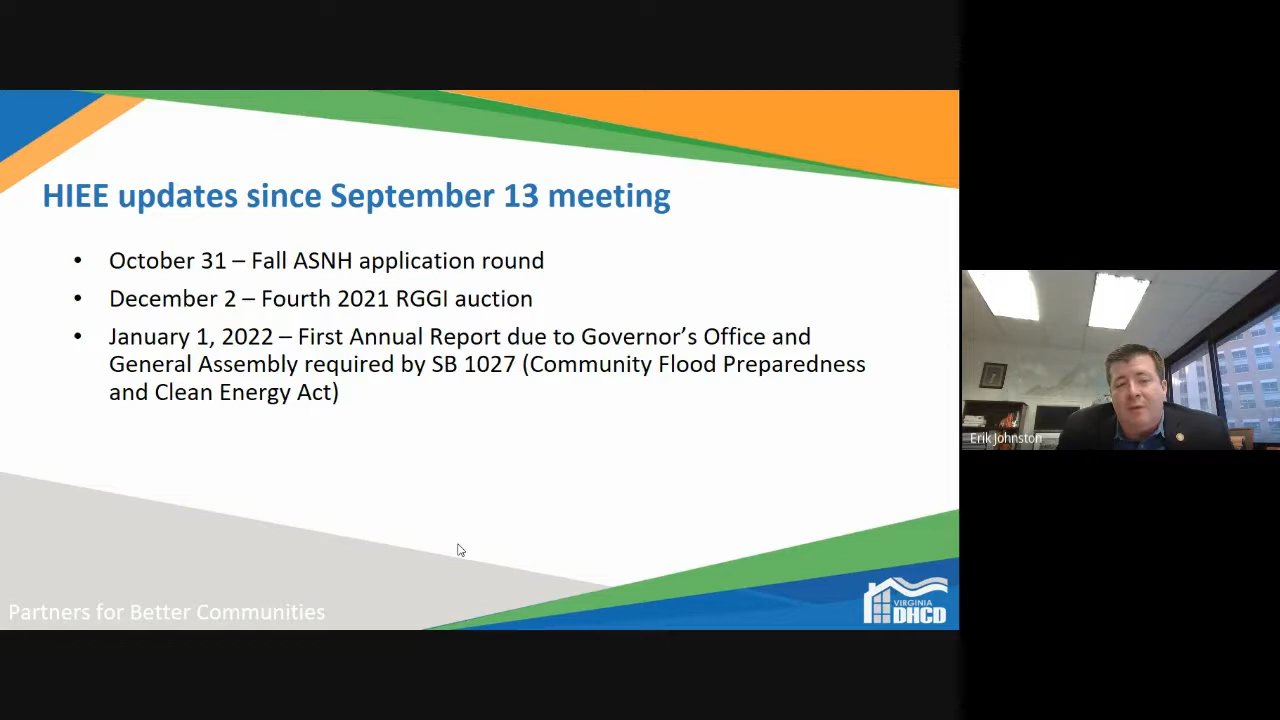 HIEE updates since September 13 meeting
• October 31 – Fall ASNH application round
• December 2 – Fourth 2021 RGGI auction
• January 1, 2022 – First Annual Report due to Governor’s Office and
General Assembly required by SB 1027 (Community Flood Preparedness
and Clean Energy Act)
Erik Johnston
Partners for Better Communities
VIRGINIA
DHCD